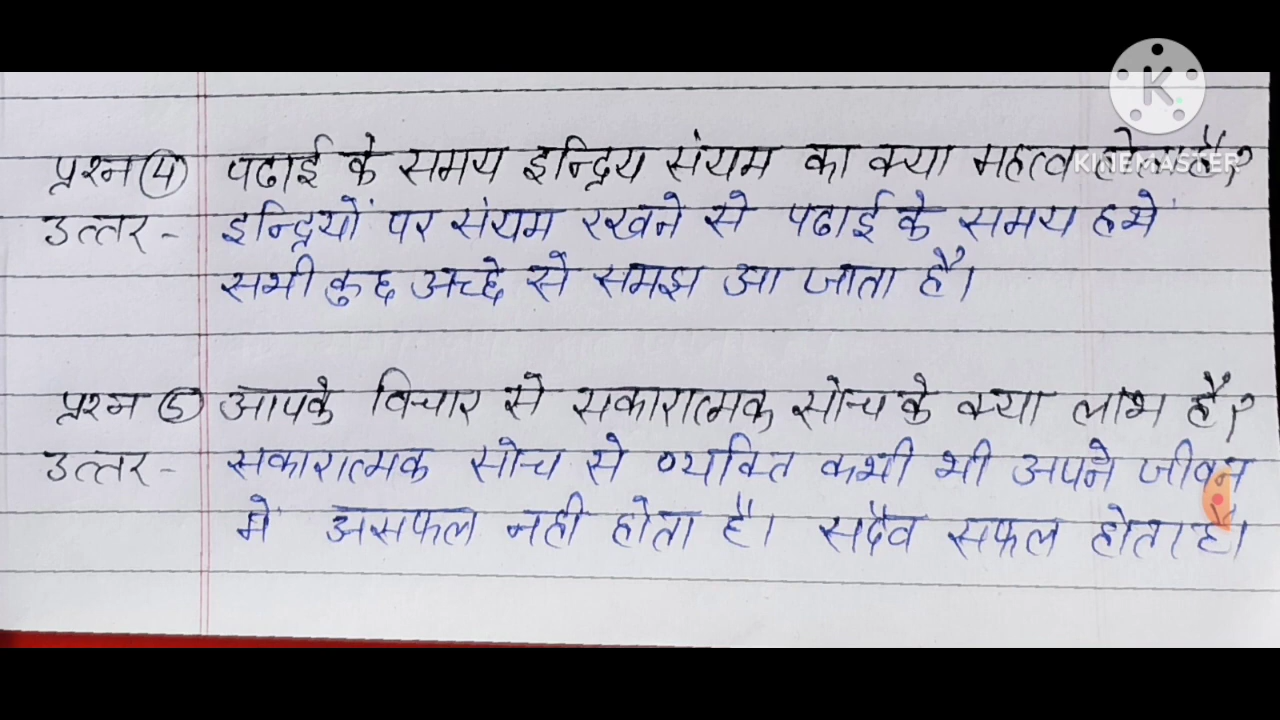 KINEMASTER
प्रश्न ④ पढाई के समय इन्द्रिय संयम का क्या महत्व होता है?
उत्तर - इन्द्रियों पर संयम रखने से पढाई के समय हमें
सभी कुछ अच्छे से समझ आ जाता है।
प्रश्न ⑤ आपके विचार से सकारात्मक सोच के क्या लाभ है?
उत्तर - सकारात्मक सोच से व्यक्ति कभी भी अपने जीवन
में असफल नही होता है। सदैव सफल होता है।